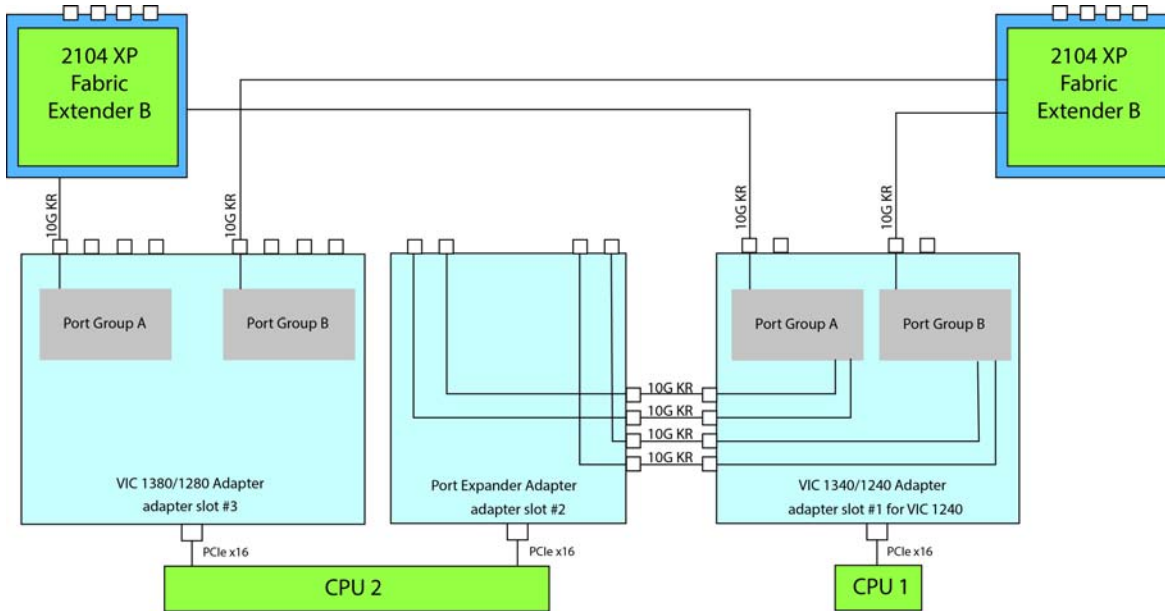 2104 XP
Fabric
Extender B
2104 XP
Fabric
Extender B
10G KR
10G KR
10G KR
10G KR
Port Group A
Port Group B
Port Group A
Port Group B
10G KR
10G KR
10G KR
10G KR
VIC 1380/1280 Adapter
adapter slot #3
Port Expander Adapter
adapter slot #2
VIC 1340/1240 Adapter
adapter slot #1 for VIC 1240
PCIe x16
PCIe x16
PCIe x16
CPU 2
CPU 1